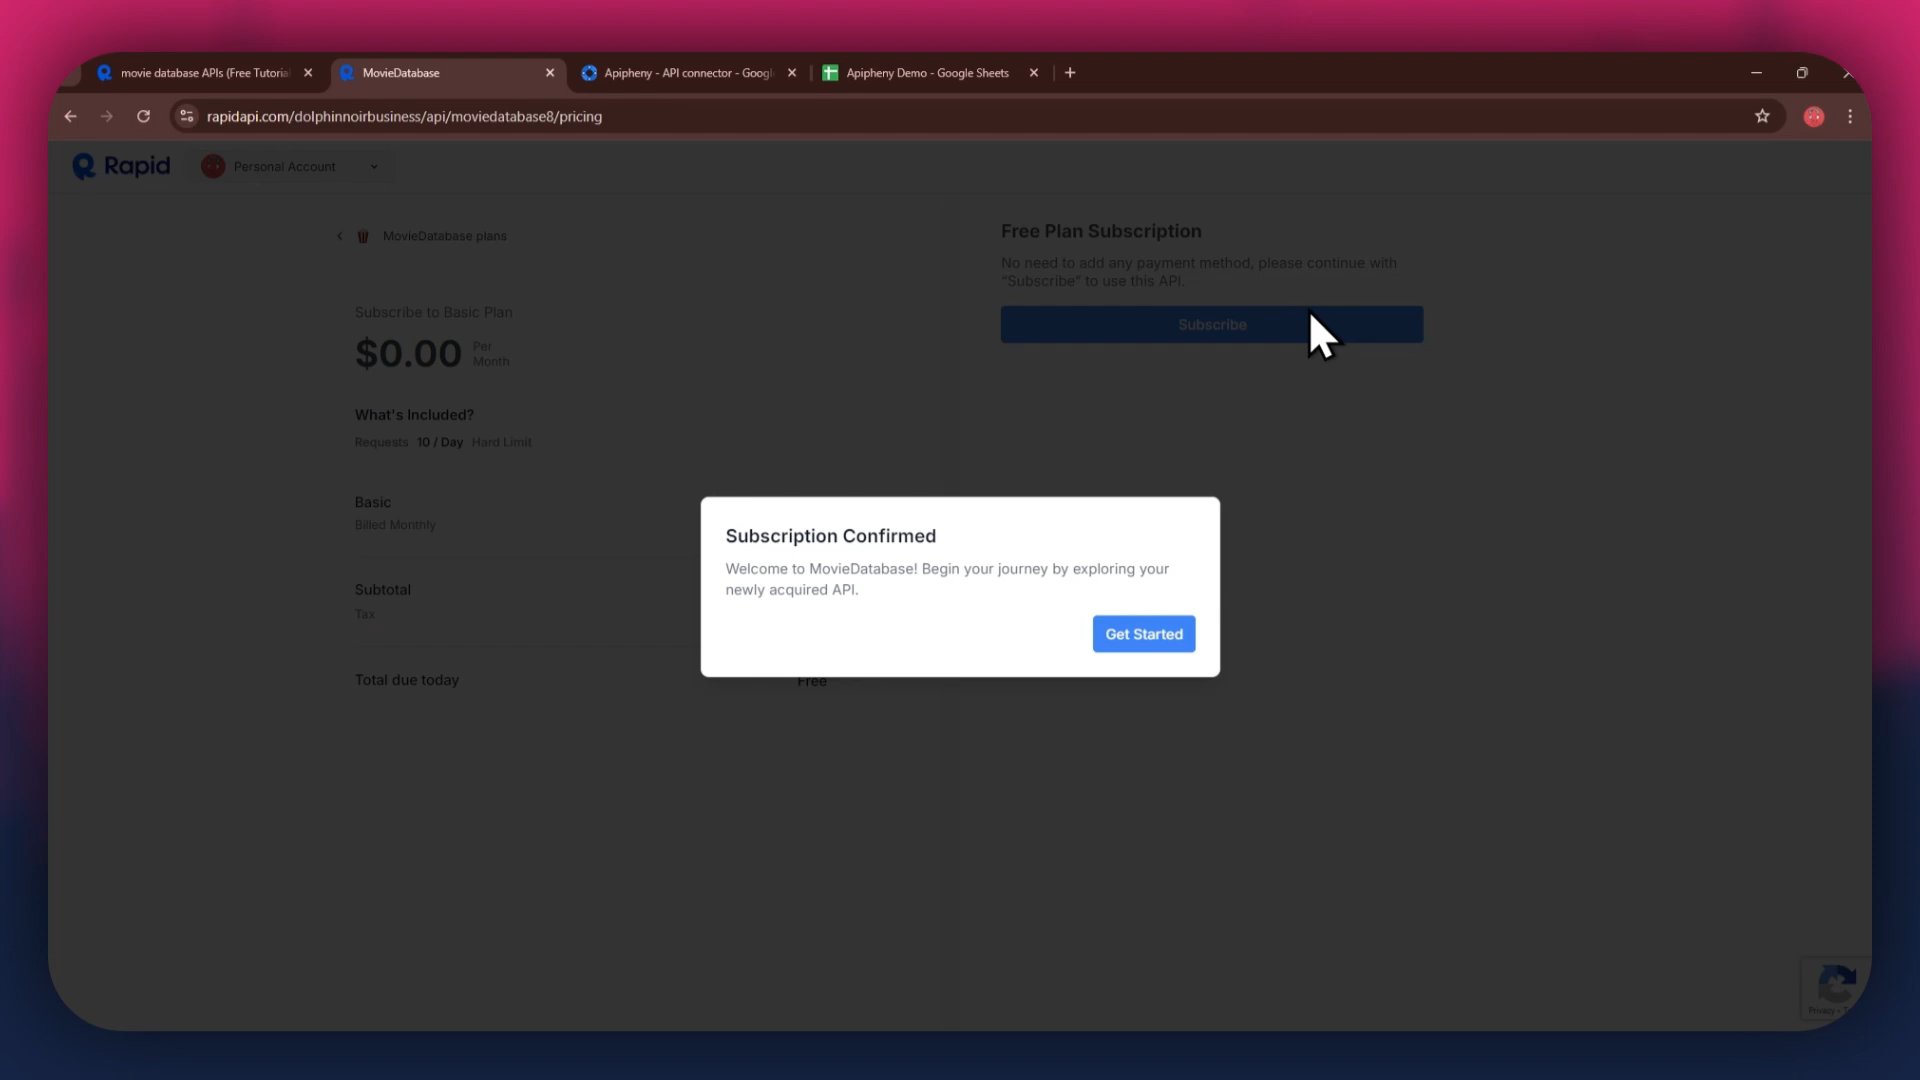 movie database APIs (Free Tutoria
MovieDatabase
Apipheny - API connector - Googl
Apipheny Demo - Google Sheets
rapidapi.com/dolphinnoirbusiness/api/moviedatabase8/pricing
Rapid
Personal Account
MovieDatabase plans
Subscribe to Basic Plan
$0.00
Per
Month
What's Included?
Requests 10 / Day Hard Limit
Basic
Billed Monthly
Subtotal
Tax
Total due today
Free
Free Plan Subscription
No need to add any payment method, please continue with
"Subscribe" to use this API.
Subscribe
Subscription Confirmed
Welcome to MovieDatabase! Begin your journey by exploring your
newly acquired API.
Get Started
Privacy -